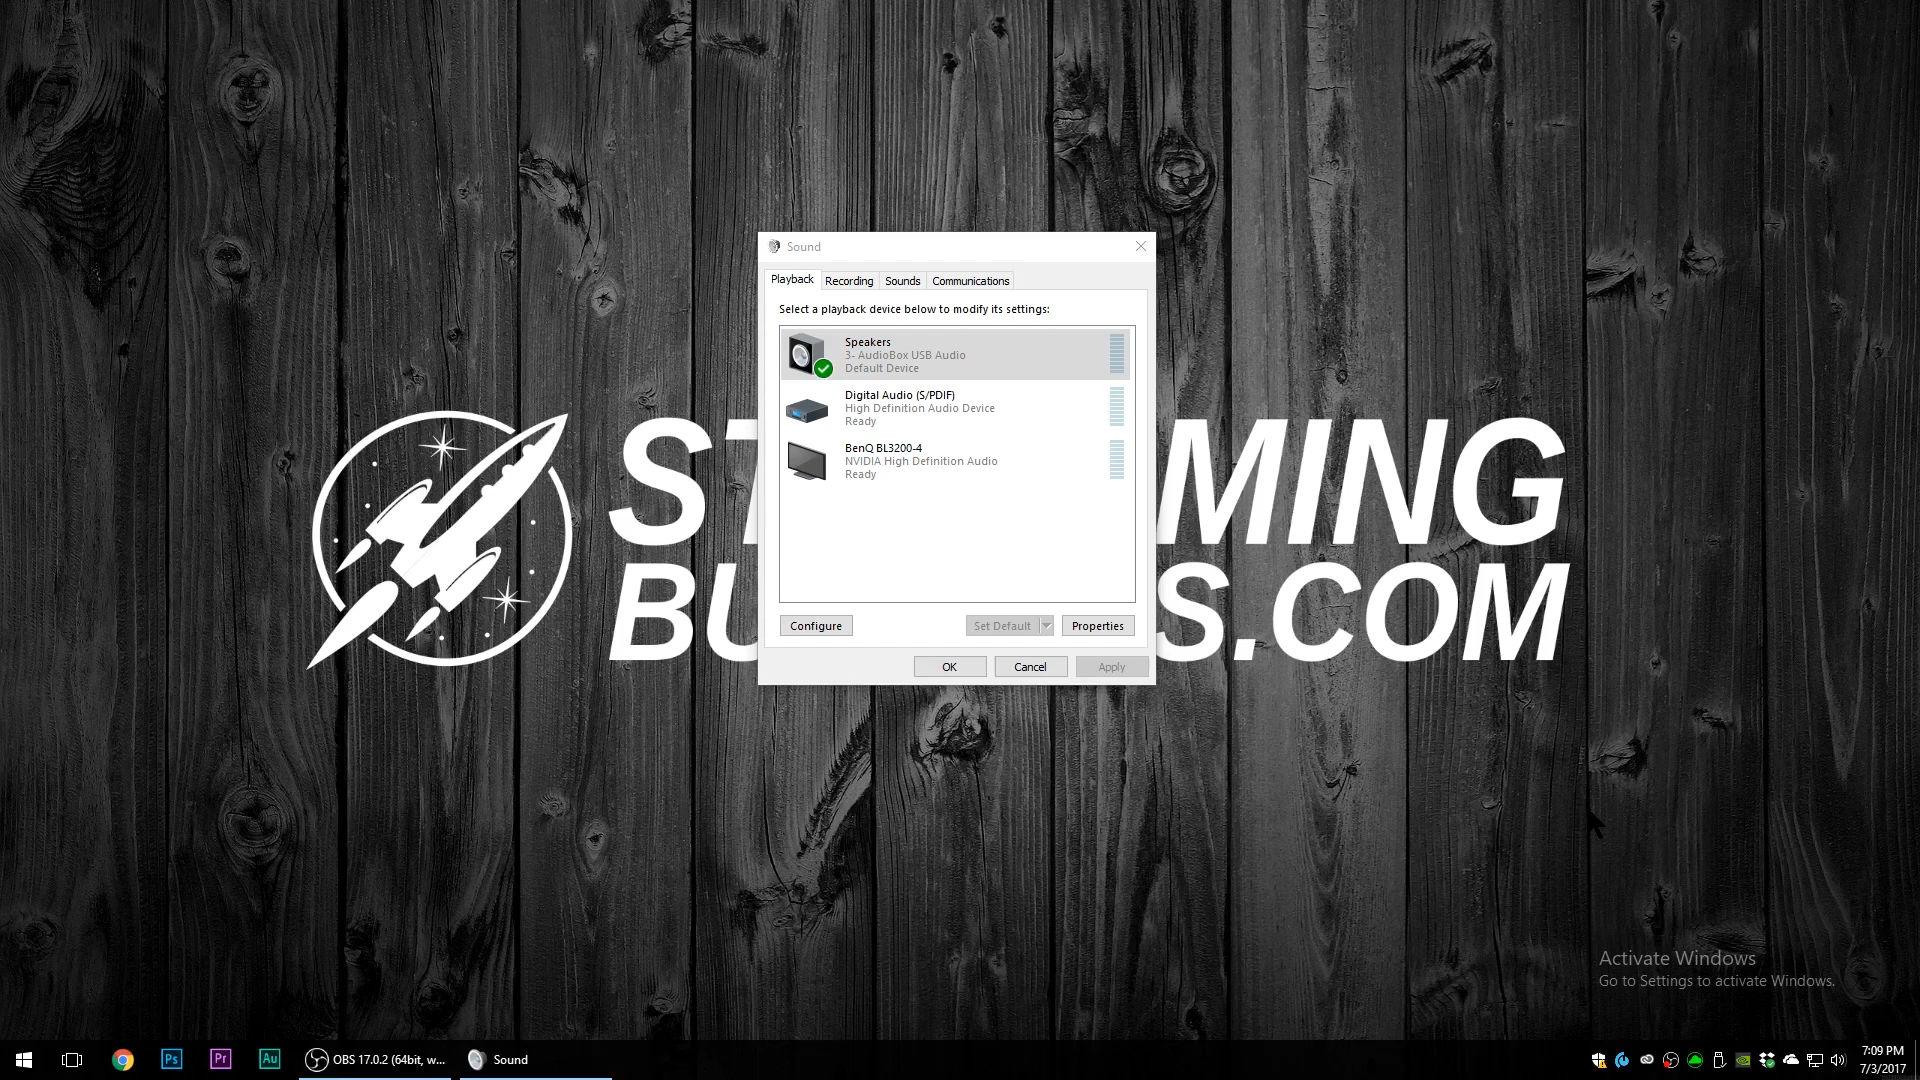 Sound
Playback
Recording
Sounds
Communications
Select a playback device below to modify its settings:
Speakers
3- AudioBox USB Audio
Default Device
Digital Audio (S/PDIF)
High Definition Audio Device
Ready
BenQ BL3200-4
NVIDIA High Definition Audio
Ready
Configure
Set Default
Properties
OK
Cancel
Apply
MING
S.COM
Activate Windows
Go to Settings to activate Windows.
Ps
Pr
Au
OBS 17.0.2 (64bit, w...
Sound
7:09 PM
7/3/2017